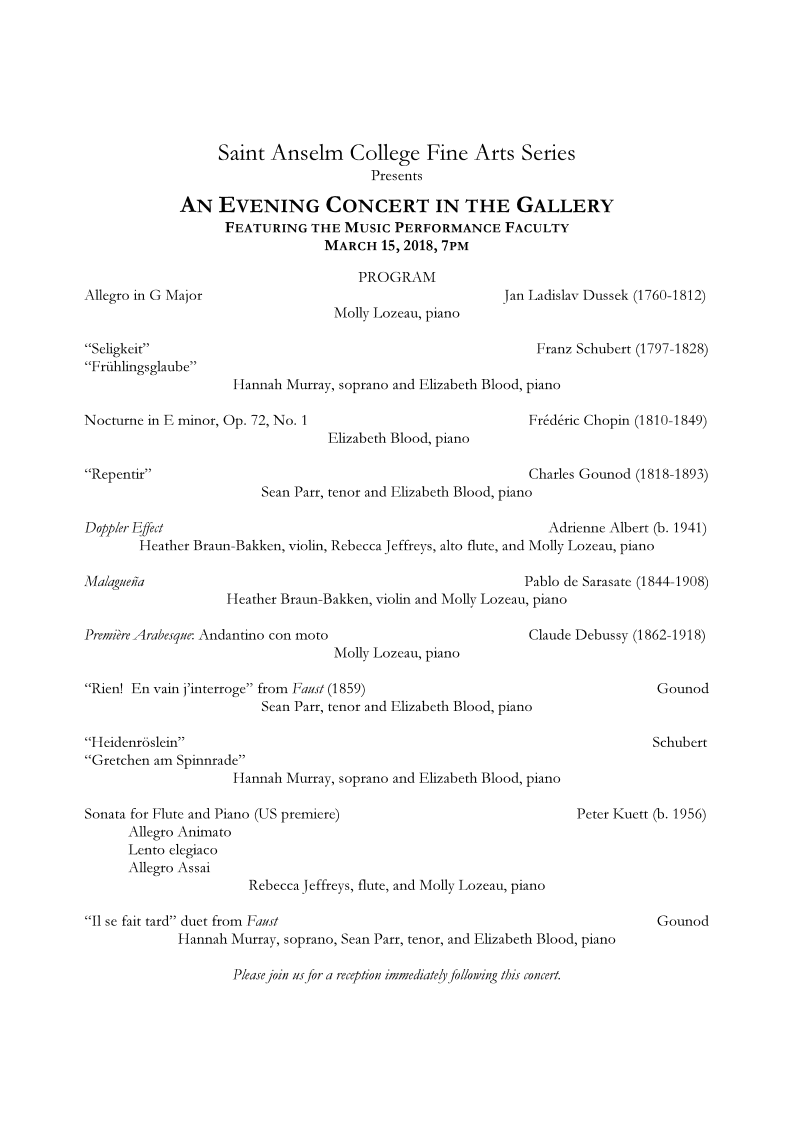 Saint Anselm College Fine Arts Series
Presents
AN EVENING CONCERT IN THE GALLERY
FEATURING THE MUSIC PERFORMANCE FACULTY
MARCH 15, 2018, 7PM
PROGRAM
Allegro in G Major Jan Ladislav Dussek (1760-1812)
Molly Lozeau, piano
“Seligkeit” Franz Schubert (1797-1828)
“Frühlingsglaube”
Hannah Murray, soprano and Elizabeth Blood, piano
Nocturne in E minor, Op. 72, No. 1 Frédéric Chopin (1810-1849)
Elizabeth Blood, piano
“Repentir” Charles Gounod (1818-1893)
Sean Parr, tenor and Elizabeth Blood, piano
Doppler Effect Adrienne Albert (b. 1941)
Heather Braun-Bakken, violin, Rebecca Jeffreys, alto flute, and Molly Lozeau, piano
Malagueña Pablo de Sarasate (1844-1908)
Heather Braun-Bakken, violin and Molly Lozeau, piano
Première Arabesque: Andantino con moto Claude Debussy (1862-1918)
Molly Lozeau, piano
“Rien! En vain j’interroge” from Faust (1859) Gounod
Sean Parr, tenor and Elizabeth Blood, piano
“Heidenröslein” Schubert
“Gretchen am Spinnrade”
Hannah Murray, soprano and Elizabeth Blood, piano
Sonata for Flute and Piano (US premiere) Peter Kuett (b. 1956)
Allegro Animato
Lento elegiaco
Allegro Assai
Rebecca Jeffreys, flute, and Molly Lozeau, piano
“Il se fait tard” duet from Faust Gounod
Hannah Murray, soprano, Sean Parr, tenor, and Elizabeth Blood, piano
Please join us for a reception immediately following this concert.